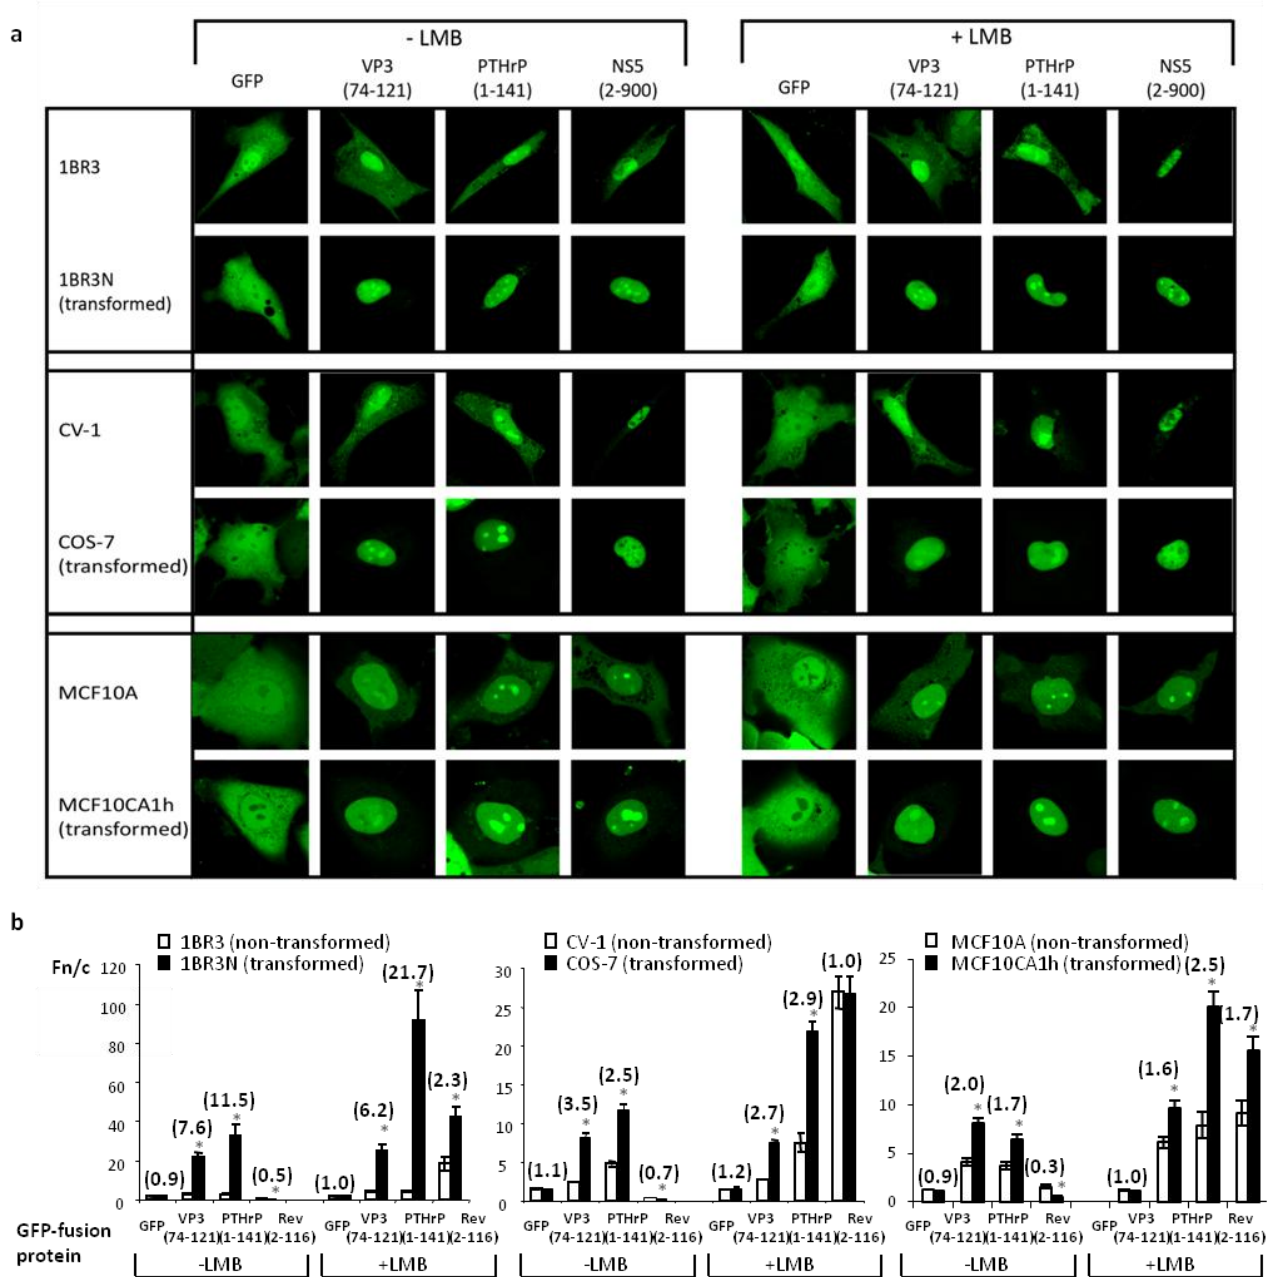 a
- LMB
+ LMB
GFP
VP3
(74-121)
PTHrP
(1-141)
NS5
(2-900)
GFP
VP3
(74-121)
PTHrP
(1-141)
NS5
(2-900)
1BR3
1BR3N
(transformed)
CV-1
COS-7
(transformed)
MCF10A
MCF10CA1h
(transformed)
b
Fn/c
1BR3 (non-transformed)
1BR3N (transformed)
120
100
80
60
40
20
0
(0.9)
(7.6)
*
(11.5)
*
(0.5)
*
(1.0)
(6.2)
*
(21.7)
*
(2.3)
*
CV-1 (non-transformed)
COS-7 (transformed)
30
25
20
15
10
5
0
(1.1)
(3.5)
*
(2.5)
*
(0.7)
*
(1.2)
(2.7)
*
(2.9)
*
(1.0)
MCF10A (non-transformed)
MCF10CA1h (transformed)
25
20
15
10
5
0
(0.9)
(2.0)
*
(1.7)
*
(0.3)
*
(1.0)
(1.6)
*
(2.5)
*
(1.7)
*
GFP-fusion
protein
GFP VP3 PTHrP Rev
(74-121)(1-141)(2-116)
-LMB
GFP VP3 PTHrP Rev
(74-121)(1-141)(2-116)
+LMB
GFP VP3 PTHrP Rev
(74-121)(1-141)(2-116)
-LMB
GFP VP3 PTHrP Rev
(74-121)(1-141)(2-116)
+LMB
GFP VP3 PTHrP Rev
(74-121)(1-141)(2-116)
-LMB
GFP VP3 PTHrP Rev
(74-121)(1-141)(2-116)
+LMB